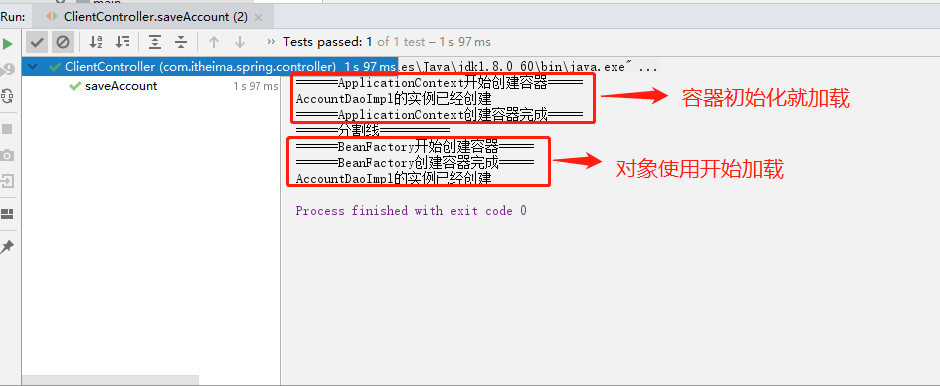 main
Run: ClientController.saveAccount (2) ×
Tests passed: 1 of 1 test – 1 s 97 ms
ClientController (com.itheima.spring.controller) 1 s 97 ms
saveAccount 1 s 97 ms
es\Java\jdk1.8.0_60\bin\java.exe" ...
======ApplicationContext开始创建容器=====
AccountDaoImpl的实例已经创建
======ApplicationContext创建容器完成=====
======分割线==========
======BeanFactory开始创建容器=====
======BeanFactory创建容器完成=====
AccountDaoImpl的实例已经创建
Process finished with exit code 0
容器初始化就加载
对象使用开始加载